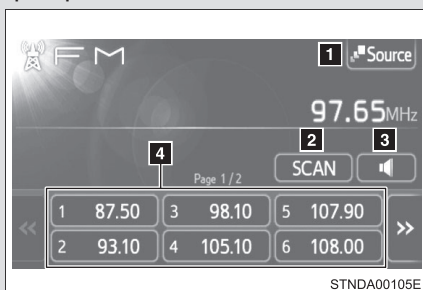 FM
1 Source
97.65MHz
2 3
4 SCAN
Page 1/2
1 87.50 3 98.10 5 107.90
« »
2 93.10 4 105.10 6 108.00
STNDA00105E